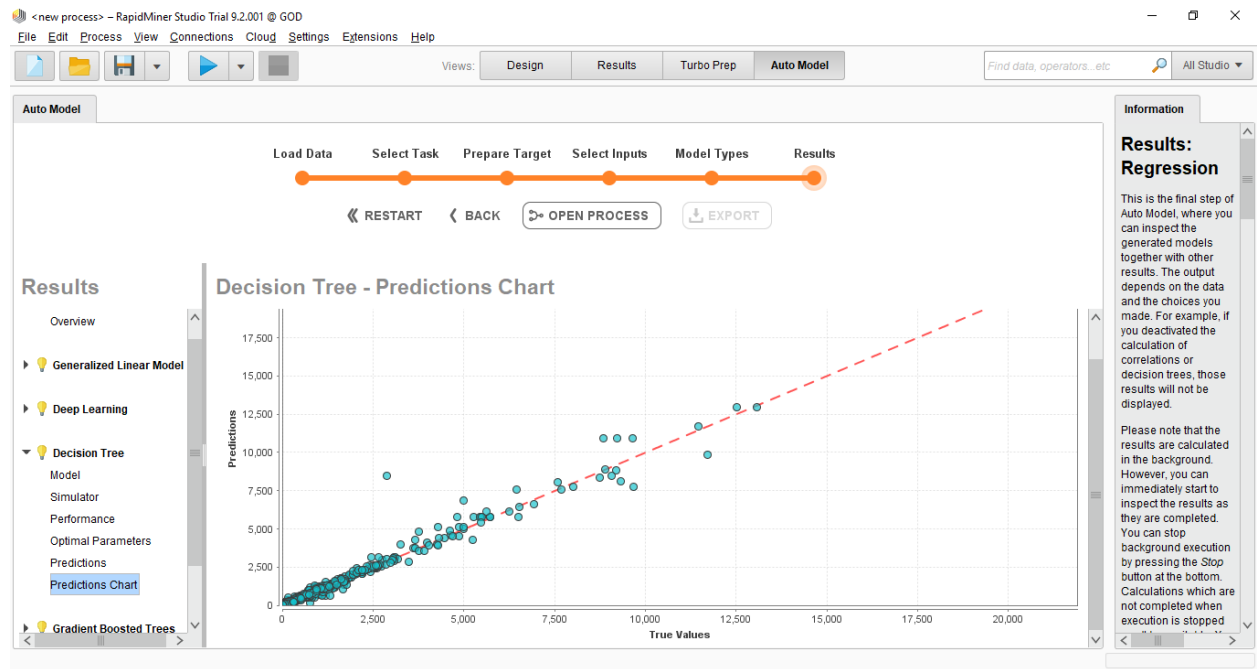 <new process> – RapidMiner Studio Trial 9.2.001 @ GOD
File Edit Process View Connections Cloud Settings Extensions Help
Views: Design Results Turbo Prep Auto Model
Find data, operators...etc
All Studio
Auto Model
Load Data Select Task Prepare Target Select Inputs Model Types Results
RESTART BACK OPEN PROCESS EXPORT
Results
Overview
Generalized Linear Model
Deep Learning
Decision Tree
Model
Simulator
Performance
Optimal Parameters
Predictions
Predictions Chart
Gradient Boosted Trees
Decision Tree - Predictions Chart
Predictions
17,500
15,000
12,500
10,000
7,500
5,000
2,500
0
0 2,500 5,000 7,500 10,000 12,500 15,000 17,500 20,000
True Values
Information
Results:
Regression
This is the final step of
Auto Model, where you
can inspect the
generated models
together with other
results. The output
depends on the data
and the choices you
made. For example, if
you deactivated the
calculation of
correlations or
decision trees, those
results will not be
displayed.
Please note that the
results are calculated
in the background.
However, you can
immediately start to
inspect the results as
they are completed.
You can stop
background execution
by pressing the Stop
button at the bottom.
Calculations which are
not completed when
execution is stopped